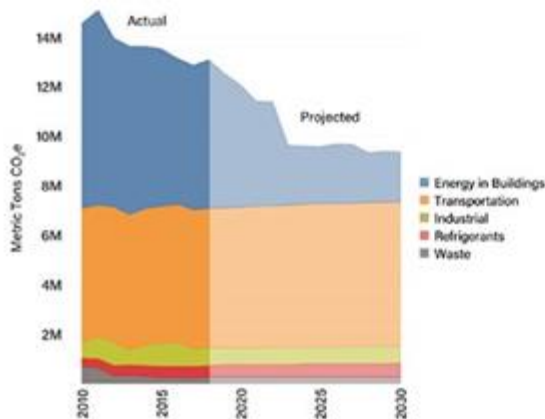 Actual
Projected
Metric Tons CO₂e
14M
12M
10M
8M
6M
4M
2M
2010
2015
2020
2025
2030
Energy in Buildings
Transportation
Industrial
Refrigerants
Waste